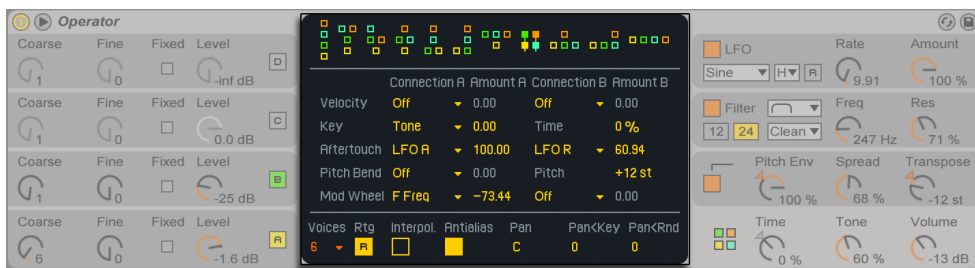 Operator
Coarse Fine Fixed Level
1 0 -inf dB D
Coarse Fine Fixed Level
1 0 0.0 dB C
Coarse Fine Fixed Level
1 0 -25 dB B
Coarse Fine Fixed Level
6 0 -1.6 dB A
Connection A Amount A Connection B Amount B
Velocity Off 0.00 Off 0.00
Key Tone 0.00 Time 0 %
Aftertouch LFO A 100.00 LFO R 60.94
Pitch Bend Off 0.00 Pitch +12 st
Mod Wheel F Freq -73.44 Off 0.00
Voices Rtg Interpol. Antialias Pan Pan<Key Pan<Rnd
6 R C 0 0
LFO Rate Amount
Sine H R 9.91 100 %
Filter Freq Res
12 24 Clean 247 Hz 71 %
Pitch Env Spread Transpose
100 % 68 % -12 st
Time Tone Volume
0 % 60 % -13 dB